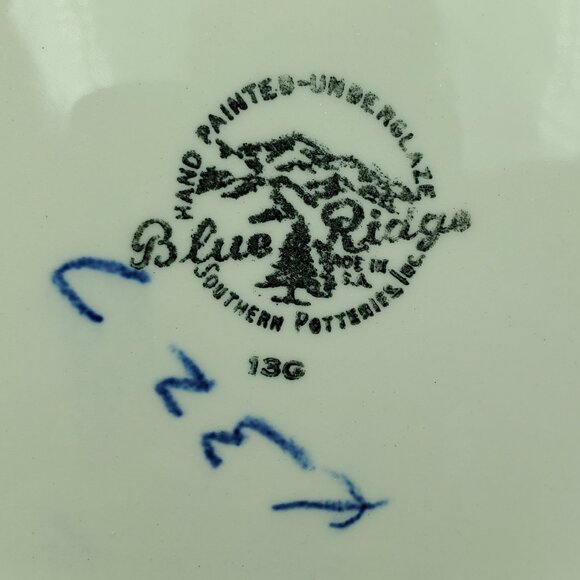 HAND PAINTED-UNDERGLAZE
Blue Ridge
MADE IN
U.S.A.
SOUTHERN POTTERIES, INC.
13G